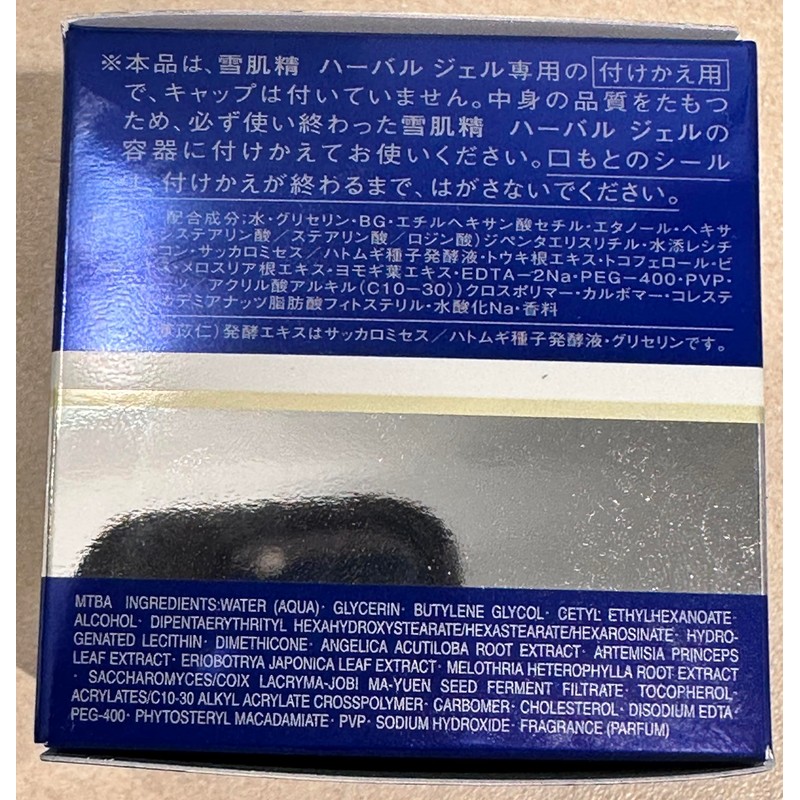 ※本品は、雪肌精 ハーバル ジェル専用の 付けかえ用
で、キャップは付いていません。中身の品質をたもつ
ため、必ず使い終わった雪肌精 ハーバル ジェルの
容器に付けかえてお使いください。口もとのシール
付けかえが終わるまで、はがさないでください。
配合成分:水・グリセリン・BG・エチルヘキサン酸セチル・エタノール・ヘキサ
ステアリン酸/ステアリン酸/ロジン酸)ジペンタエリスリチル・水添レシチ
コン・サッカロミセス/ハトムギ種子発酵液・トウキ根エキス・トコフェロール・ビ
メロスリア根エキス・ヨモギ葉エキス・EDTA-2Na・PEG-400・PVP・
アクリル酸アルキル(C10-30))クロスポリマー・カルボマー・コレステ
カデミアナッツ脂肪酸フィトステリル・水酸化Na・香料
苡仁)発酵エキスはサッカロミセス/ハトムギ種子発酵液・グリセリンです。
MTBA INGREDIENTS:WATER (AQUA)· GLYCERIN· BUTYLENE GLYCOL· CETYL ETHYLHEXANOATE·
ALCOHOL· DIPENTAERYTHRITYL HEXAHYDROXYSTEARATE/HEXASTEARATE/HEXAROSINATE· HYDRO-
GENATED LECITHIN· DIMETHICONE· ANGELICA ACUTILOBA ROOT EXTRACT· ARTEMISIA PRINCEPS
LEAF EXTRACT· ERIOBOTRYA JAPONICA LEAF EXTRACT· MELOTHRIA HETEROPHYLLA ROOT EXTRACT
· SACCHAROMYCES/COIX LACRYMA-JOBI MA-YUEN SEED FERMENT FILTRATE· TOCOPHEROL·
ACRYLATES/C10-30 ALKYL ACRYLATE CROSSPOLYMER· CARBOMER· CHOLESTEROL· DISODIUM EDTA·
PEG-400· PHYTOSTERYL MACADAMIATE· PVP· SODIUM HYDROXIDE· FRAGRANCE (PARFUM)